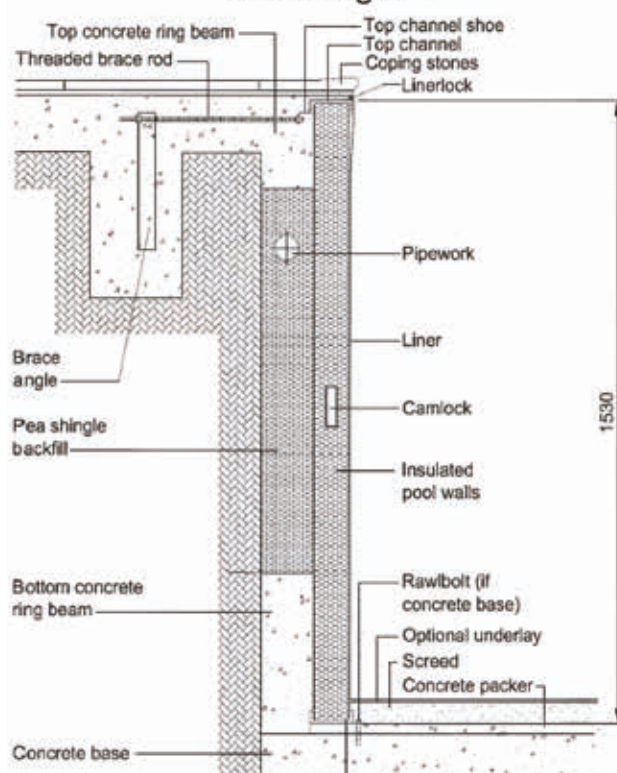 Top concrete ring beam
Threaded brace rod
Top channel shoe
Top channel
Coping stones
Linerlock
Pipework
Liner
Brace
angle
Camlock
1530
Pea shingle
backfill
Insulated
pool walls
Bottom concrete
ring beam
Rawlbolt (if
concrete base)
Optional underlay
Screed
Concrete packer
Concrete base